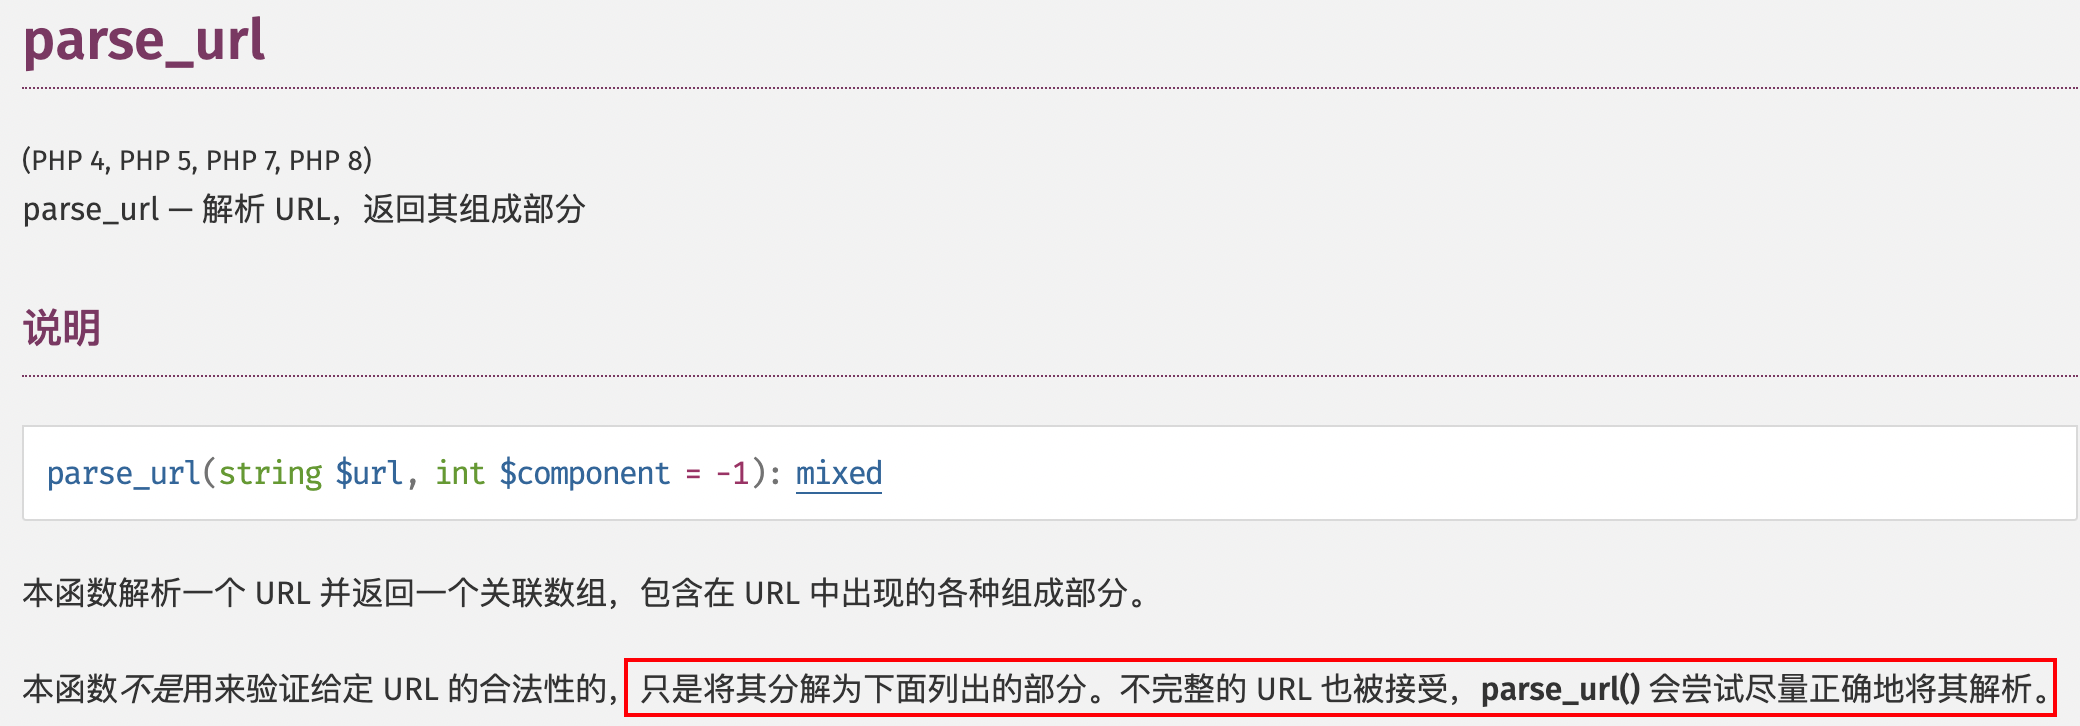 parse_url
(PHP 4, PHP 5, PHP 7, PHP 8)
parse_url — 解析 URL，返回其组成部分
说明
parse_url(string $url, int $component = -1): mixed
本函数解析一个 URL 并返回一个关联数组，包含在 URL 中出现的各种组成部分。
本函数不是用来验证给定 URL 的合法性的，只是将其分解为下面列出的部分。不完整的 URL 也被接受，parse_url() 会尝试尽量正确地将其解析。